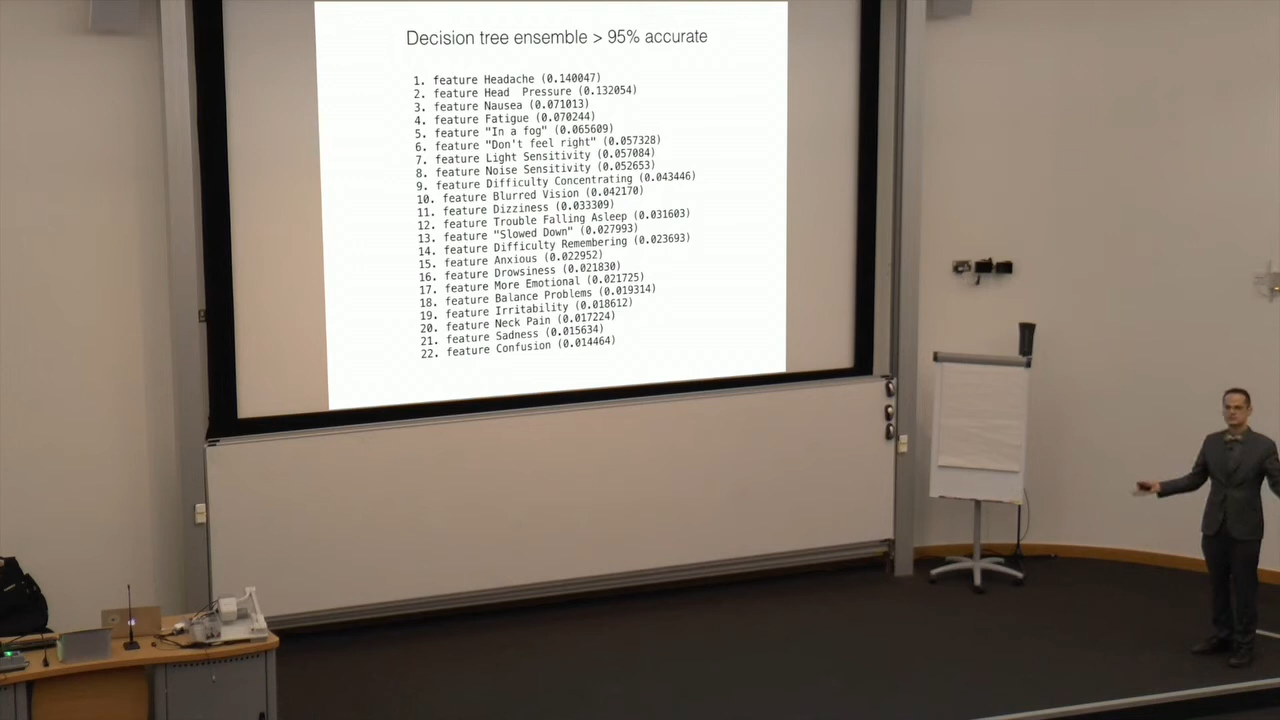 Decision tree ensemble > 95% accurate
1. feature Headache (0.140047)
2. feature Head Pressure (0.132054)
3. feature Nausea (0.071013)
4. feature Fatigue (0.070244)
5. feature "In a fog" (0.065609)
6. feature "Don't feel right" (0.057328)
7. feature Light Sensitivity (0.057084)
8. feature Noise Sensitivity (0.052653)
9. feature Difficulty Concentrating (0.043446)
10. feature Blurred Vision (0.042170)
11. feature Dizziness (0.033309)
12. feature Trouble Falling Asleep (0.031603)
13. feature "Slowed Down" (0.027993)
14. feature Difficulty Remembering (0.023693)
15. feature Anxious (0.022952)
16. feature Drowsiness (0.021830)
17. feature More Emotional (0.021725)
18. feature Balance Problems (0.019314)
19. feature Irritability (0.018612)
20. feature Neck Pain (0.017224)
21. feature Sadness (0.015634)
22. feature Confusion (0.014464)